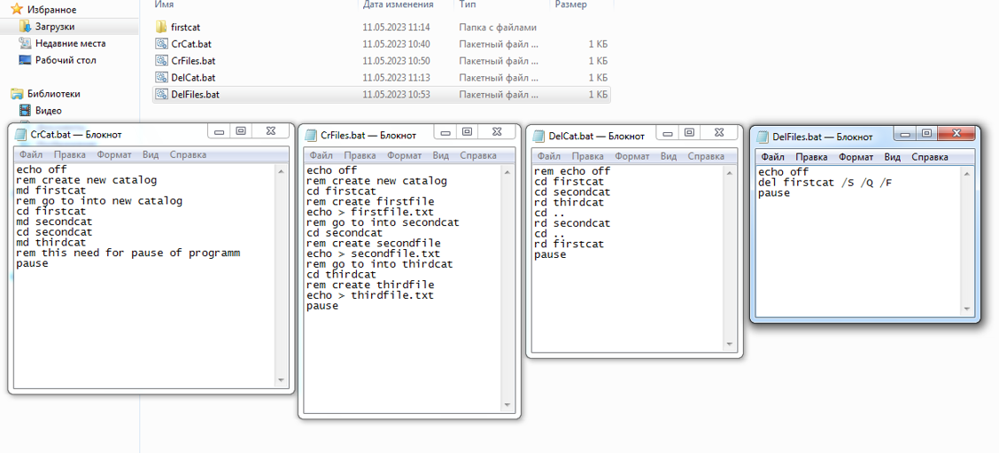 Имя Дата изменения Тип Размер
Избранное
Загрузки
Недавние места
Рабочий стол
Библиотеки
Видео
firstcat 11.05.2023 11:14 Папка с файлами
CrCat.bat 11.05.2023 10:40 Пакетный файл ... 1 КБ
CrFiles.bat 11.05.2023 10:50 Пакетный файл ... 1 КБ
DelCat.bat 11.05.2023 11:13 Пакетный файл ... 1 КБ
DelFiles.bat 11.05.2023 10:53 Пакетный файл ... 1 КБ
CrCat.bat — Блокнот
Файл Правка Формат Вид Справка
echo off
rem create new catalog
md firstcat
rem go to into new catalog
cd firstcat
md secondcat
cd secondcat
md thirdcat
rem this need for pause of programm
pause
CrFiles.bat — Блокнот
Файл Правка Формат Вид Справка
echo off
rem create new catalog
cd firstcat
rem create firstfile
echo > firstfile.txt
rem go to into secondcat
cd secondcat
rem create secondfile
echo > secondfile.txt
rem go to into thirdcat
cd thirdcat
rem create thirdfile
echo > thirdfile.txt
pause
DelCat.bat — Блокнот
Файл Правка Формат Вид Справка
rem echo off
cd firstcat
cd secondcat
rd thirdcat
cd ..
rd secondcat
cd ..
rd firstcat
pause
DelFiles.bat — Блокнот
Файл Правка Формат Вид Справка
echo off
del firstcat /S /Q /F
pause